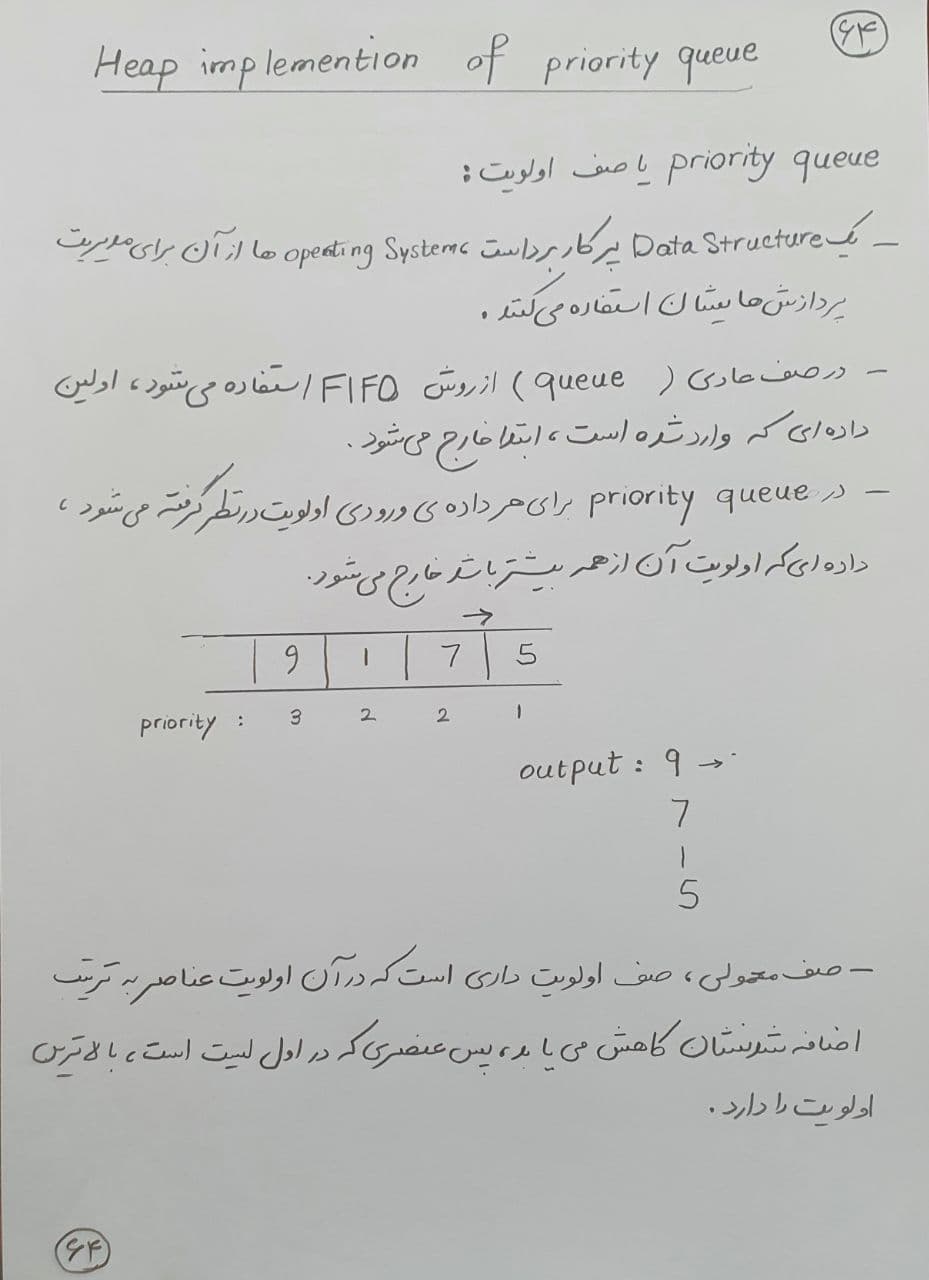 ۶۴
Heap implemention of priority queue
priority queue یا صف اولویت :
– یک Data Structure پر کاربرد است operting Systems ها از آن برای مدیریت
پردازش هایشان استفاده می کنند .
– در صف عادی ( queue ) از روش FIFO استفاده می شود ، اولین
داده ای که وارد شده است ، ابتدا خارج می شود .
– در priority queue برای هر داده ی ورودی اولویت در نظر گرفته می شود ،
داده ای که اولویت آن از همه بیشتر باشد خارج می شود .
→
| 9 | 1 | 7 | 5
priority : 3 2 2 1
output : 9 →
7
1
5
– صف معمولی ، صف اولویت داری است که در آن اولویت عناصر به ترتیب
اضافه شدنشان کاهش می یابد ، پس عنصری که در اول لیست است ، بالاترین
اولویت را دارد .
۶۴